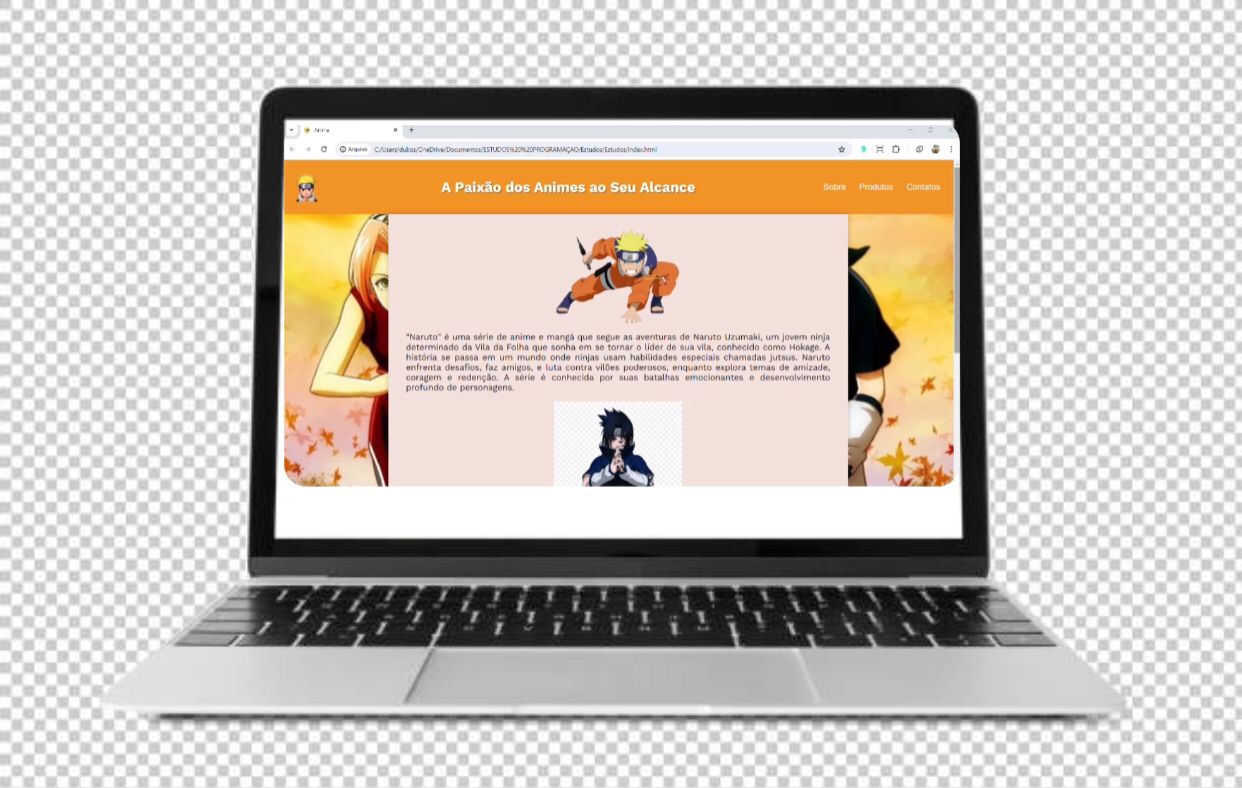 Anime
Arquivo C:/Users/dubas/OneDrive/Documentos/ESTUDOS%20%20PROGRAMAÇÃO/Estudos/Estudos/index.html
A Paixão dos Animes ao Seu Alcance
Sobre Produtos Contatos
"Naruto" é uma série de anime e mangá que segue as aventuras de Naruto Uzumaki, um jovem ninja
determinado da Vila da Folha que sonha em se tornar o líder de sua vila, conhecido como Hokage. A
história se passa em um mundo onde ninjas usam habilidades especiais chamadas jutsus. Naruto
enfrenta desafios, faz amigos, e luta contra vilões poderosos, enquanto explora temas de amizade,
coragem e redenção. A série é conhecida por suas batalhas emocionantes e desenvolvimento
profundo de personagens.